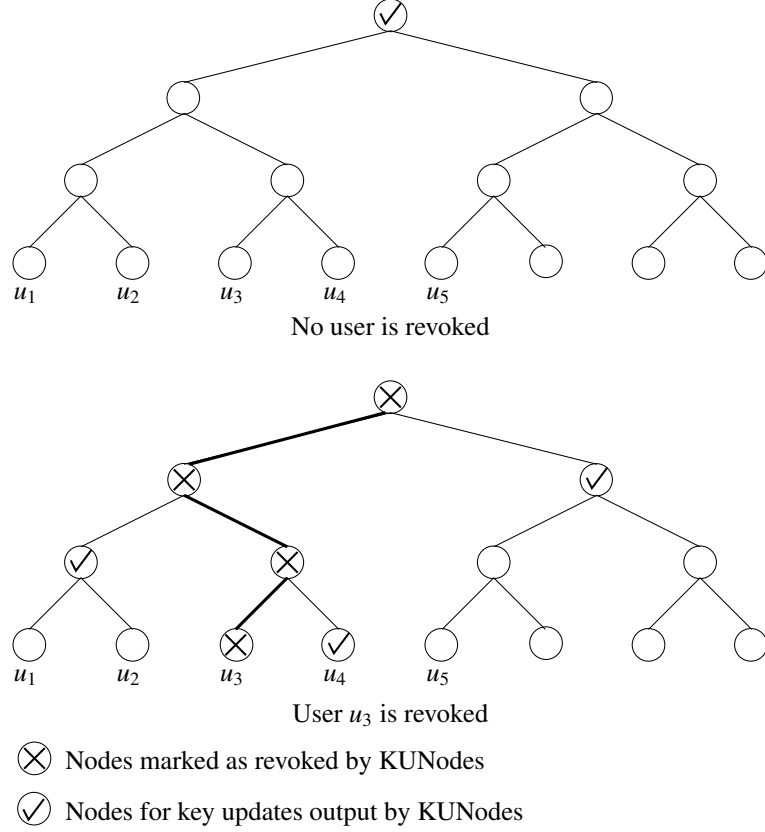 u1 u2 u3 u4 u5
No user is revoked
u1 u2 u3 u4 u5
User u3 is revoked
Nodes marked as revoked by KUNodes
Nodes for key updates output by KUNodes